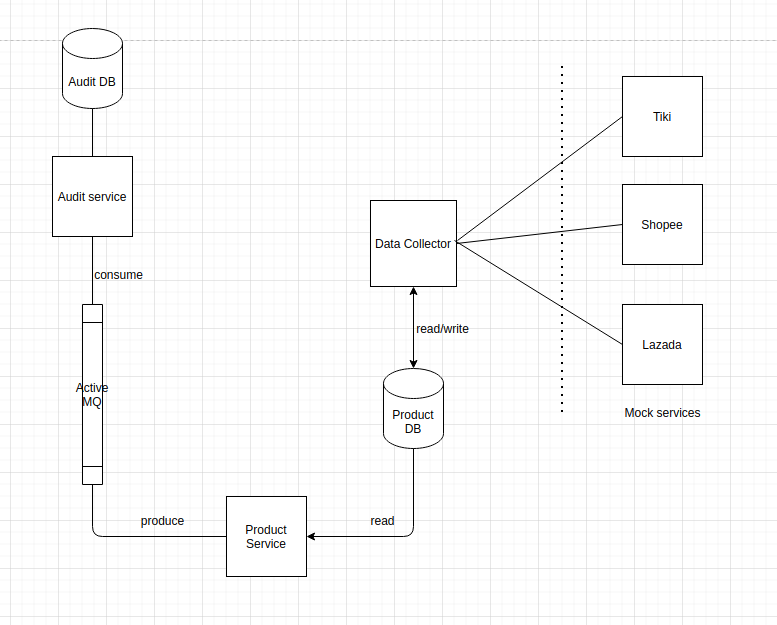 Audit DB
Tiki
Audit service
Shopee
Data Collector
consume
read/write
Lazada
Active
MQ
Product
DB
Mock services
produce
read
Product
Service